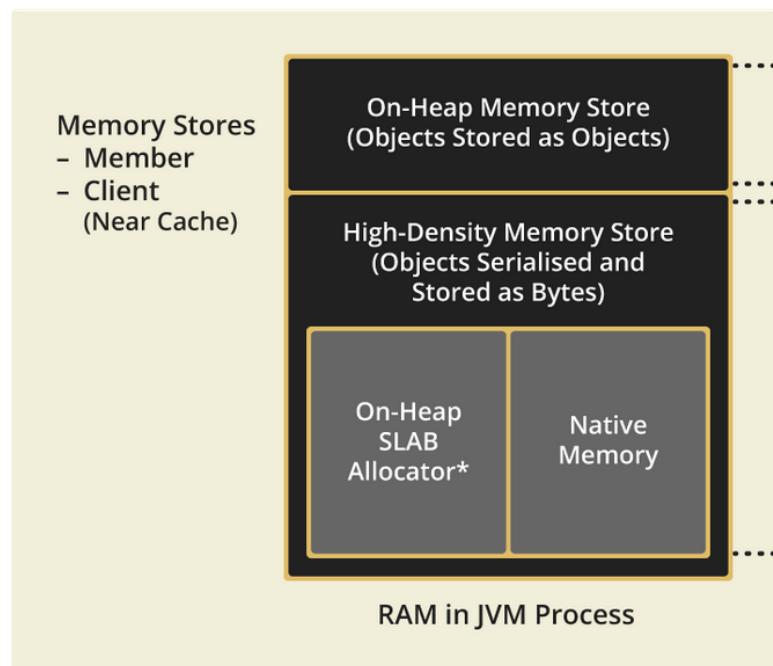 Memory Stores
– Member
– Client
(Near Cache)
On-Heap Memory Store
(Objects Stored as Objects)
High-Density Memory Store
(Objects Serialised and
Stored as Bytes)
On-Heap
SLAB
Allocator*
Native
Memory
RAM in JVM Process